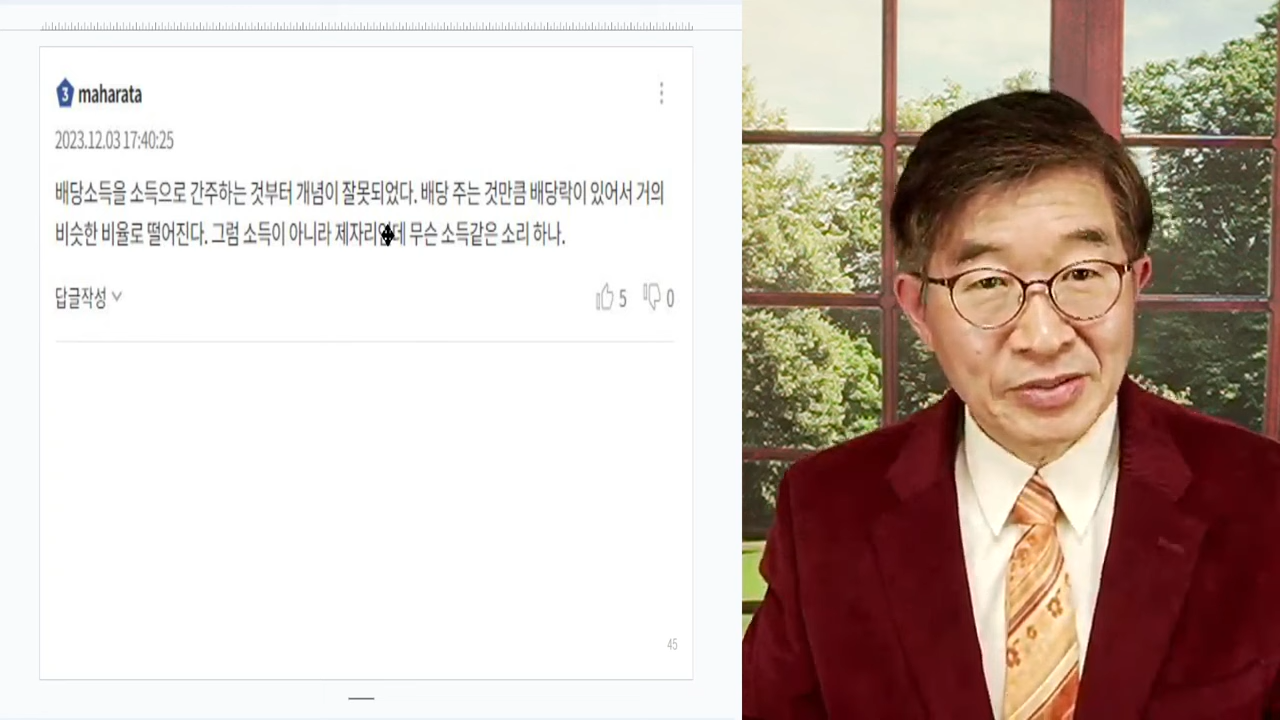 3 maharata
2023.12.03 17:40:25
배당소득을 소득으로 간주하는 것부터 개념이 잘못되었다. 배당 주는 것만큼 배당락이 있어서 거의
비슷한 비율로 떨어진다. 그럼 소득이 아니라 제자리인데 무슨 소득같은 소리 하나.
답글작성
5 0
45